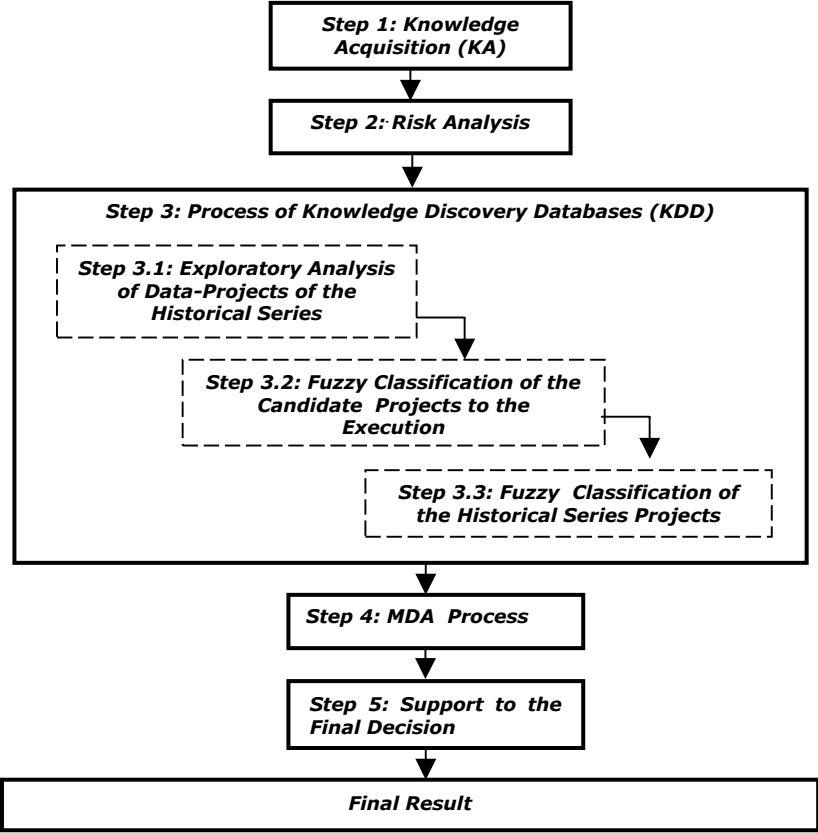 Step 1: Knowledge
Acquisition (KA)
Step 2: Risk Analysis
Step 3: Process of Knowledge Discovery Databases (KDD)
Step 3.1: Exploratory Analysis
of Data-Projects of the
Historical Series
Step 3.2: Fuzzy Classification of the
Candidate Projects to the
Execution
Step 3.3: Fuzzy Classification of
the Historical Series Projects
Step 4: MDA Process
Step 5: Support to the
Final Decision
Final Result